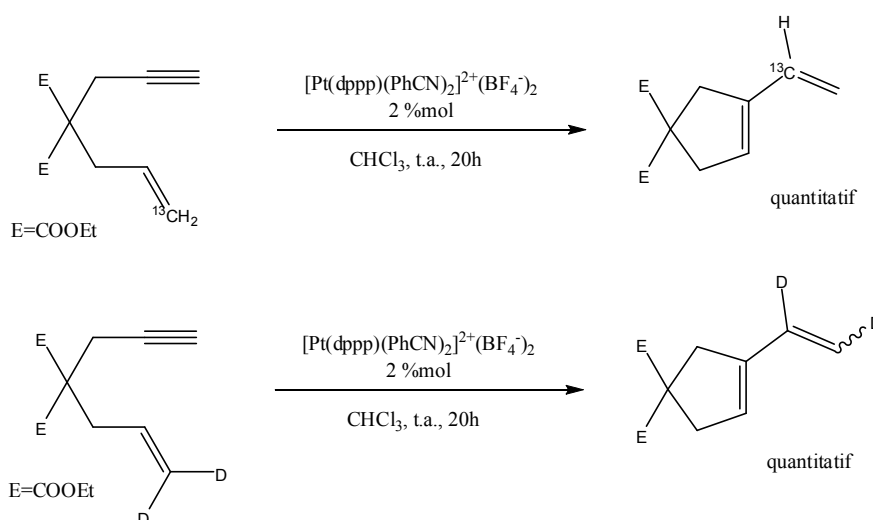 E
E
¹³CH₂
E=COOEt
[Pt(dppp)(PhCN)₂]²⁺(BF₄⁻)₂
2 %mol
CHCl₃, t.a., 20h
H
¹³C
E
E
quantitatif
E
E
D
D
E=COOEt
[Pt(dppp)(PhCN)₂]²⁺(BF₄⁻)₂
2 %mol
CHCl₃, t.a., 20h
D
E
E
quantitatif